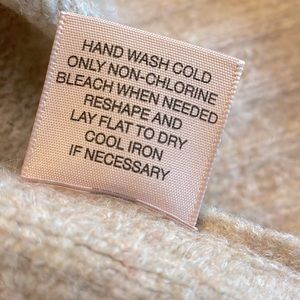 HAND WASH COLD
ONLY NON-CHLORINE
BLEACH WHEN NEEDED
RESHAPE AND
LAY FLAT TO DRY
COOL IRON
IF NECESSARY